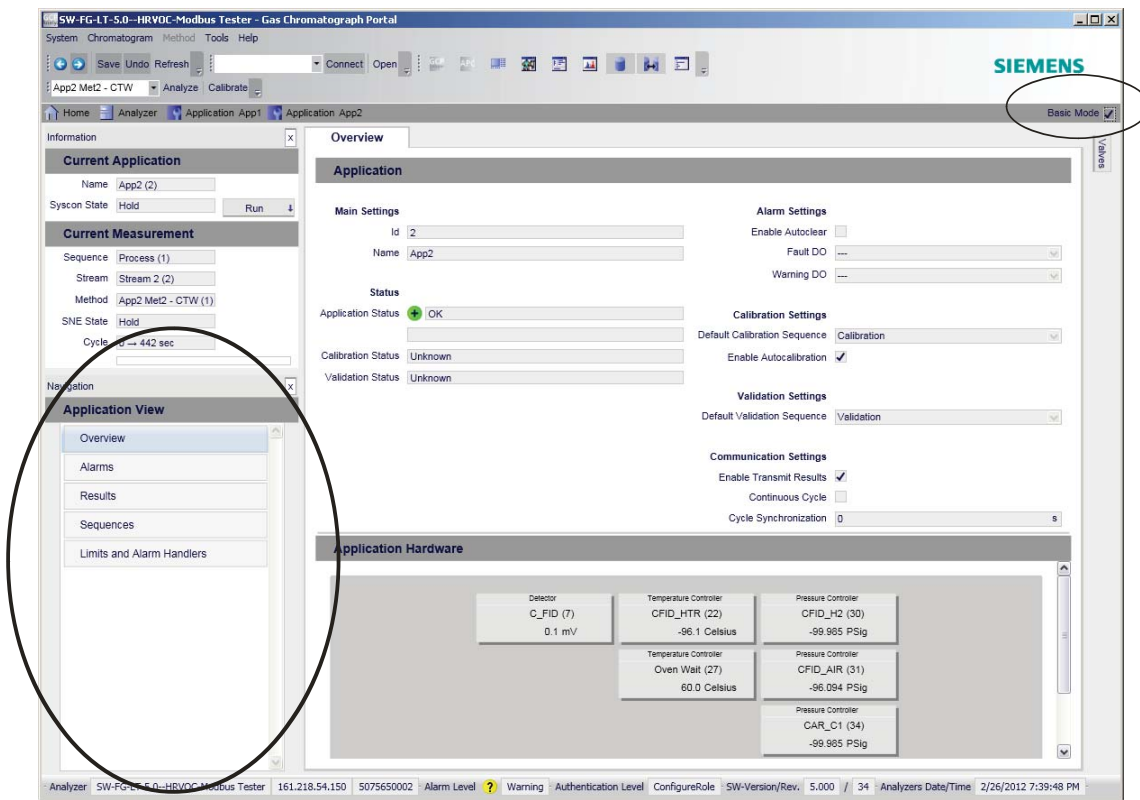 SW-FG-LT-5.0--HRVOC-Modbus Tester - Gas Chromatograph Portal
System Chromatogram Method Tools Help
Save Undo Refresh Connect Open
SIEMENS
App2 Met2 - CTW Analyze Calibrate
Home Analyzer Application App1 Application App2 Basic Mode
Information x
Current Application
Name App2 (2)
Syscon State Hold Run
Current Measurement
Sequence Process (1)
Stream Stream 2 (2)
Method App2 Met2 - CTW (1)
SNE State Hold
Cycle → 442 sec
Navigation x
Application View
Overview
Alarms
Results
Sequences
Limits and Alarm Handlers
Overview
Valves
Application
Main Settings
Id 2
Name App2
Status
Application Status OK
Calibration Status Unknown
Validation Status Unknown
Alarm Settings
Enable Autoclear
Fault DO ---
Warning DO ---
Calibration Settings
Default Calibration Sequence Calibration
Enable Autocalibration
Validation Settings
Default Validation Sequence Validation
Communication Settings
Enable Transmit Results
Continuous Cycle
Cycle Synchronization 0 s
Application Hardware
Detector
C_FID (7)
0.1 mV
Temperature Controller
CFID_HTR (22)
-96.1 Celsius
Pressure Controller
CFID_H2 (30)
-99.985 PSig
Temperature Controller
Oven Wait (27)
60.0 Celsius
Pressure Controller
CFID_AIR (31)
-96.094 PSig
Pressure Controller
CAR_C1 (34)
-99.985 PSig
Analyzer SW-FG-LT-5.0--HRVOC-Modbus Tester 161.218.54.150 5075650002 Alarm Level ? Warning Authentication Level ConfigureRole SW-Version/Rev. 5.000 / 34 Analyzers Date/Time 2/26/2012 7:39:48 PM